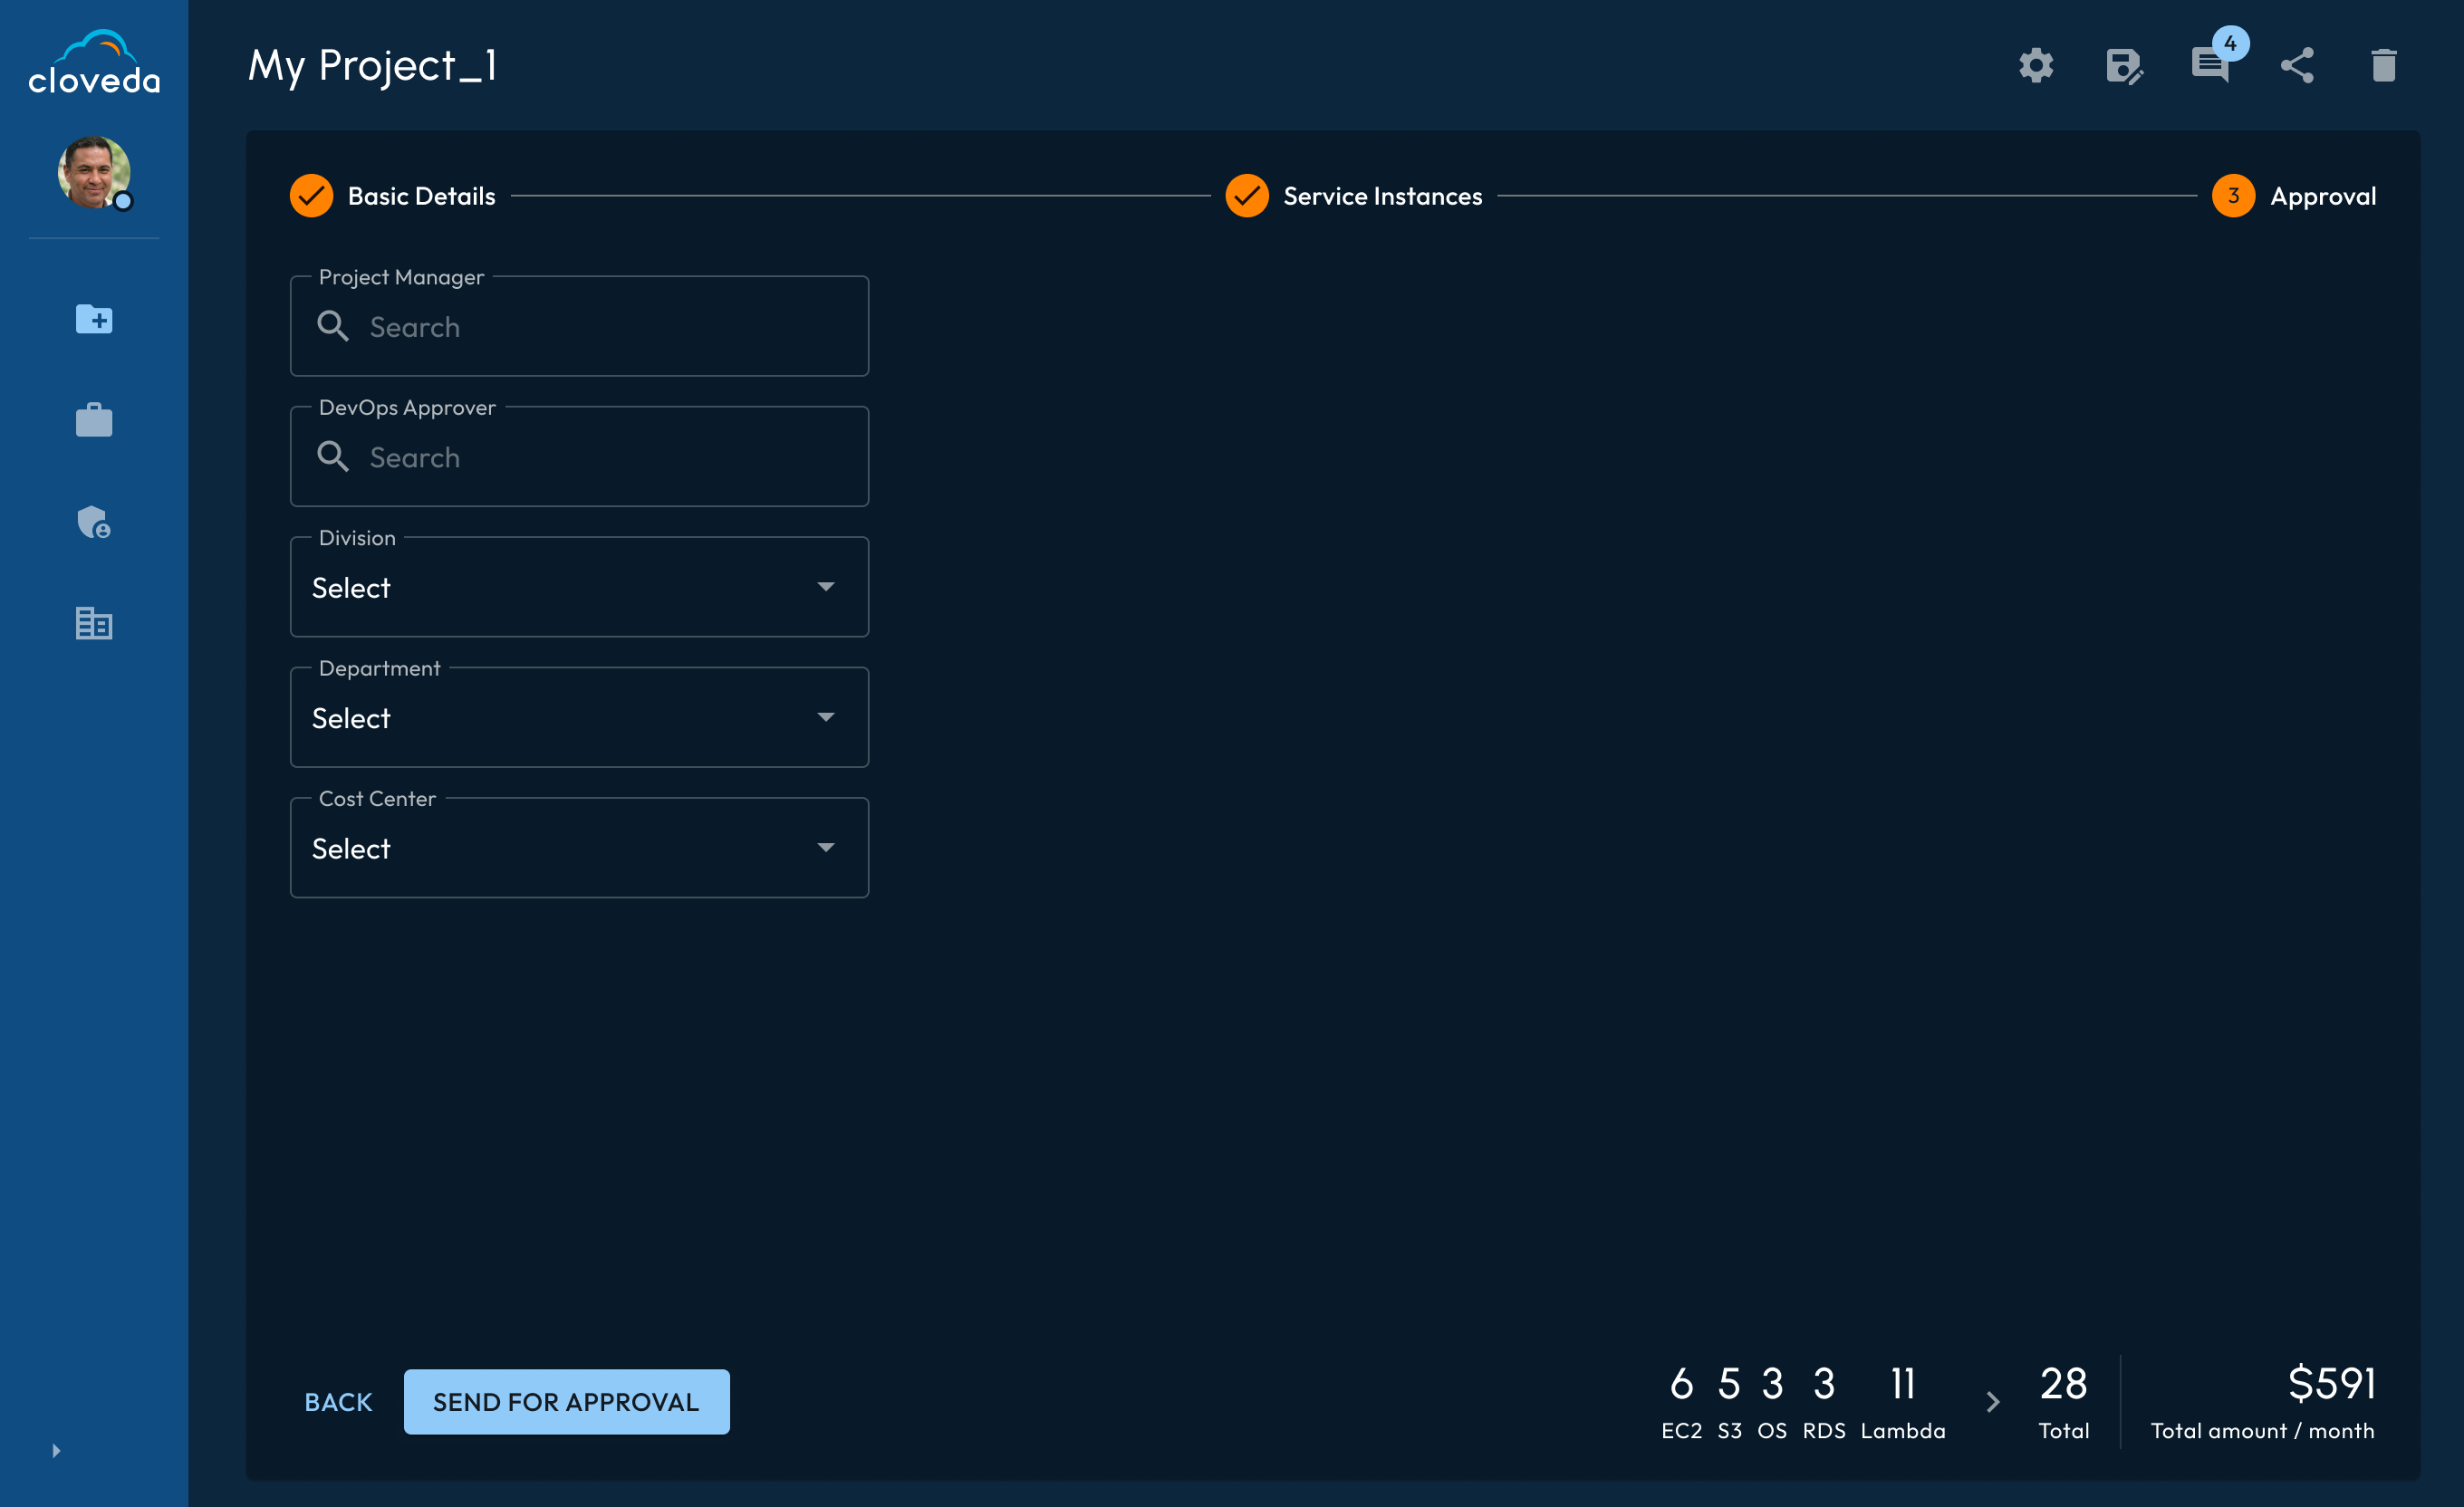 cloveda
My Project_1
4
Basic Details
Service Instances
3
Approval
Project Manager
Search
DevOps Approver
Search
Division
Select
Department
Select
Cost Center
Select
BACK
SEND FOR APPROVAL
6 5 3 3 11 28 $591
EC2 S3 OS RDS Lambda Total Total amount / month